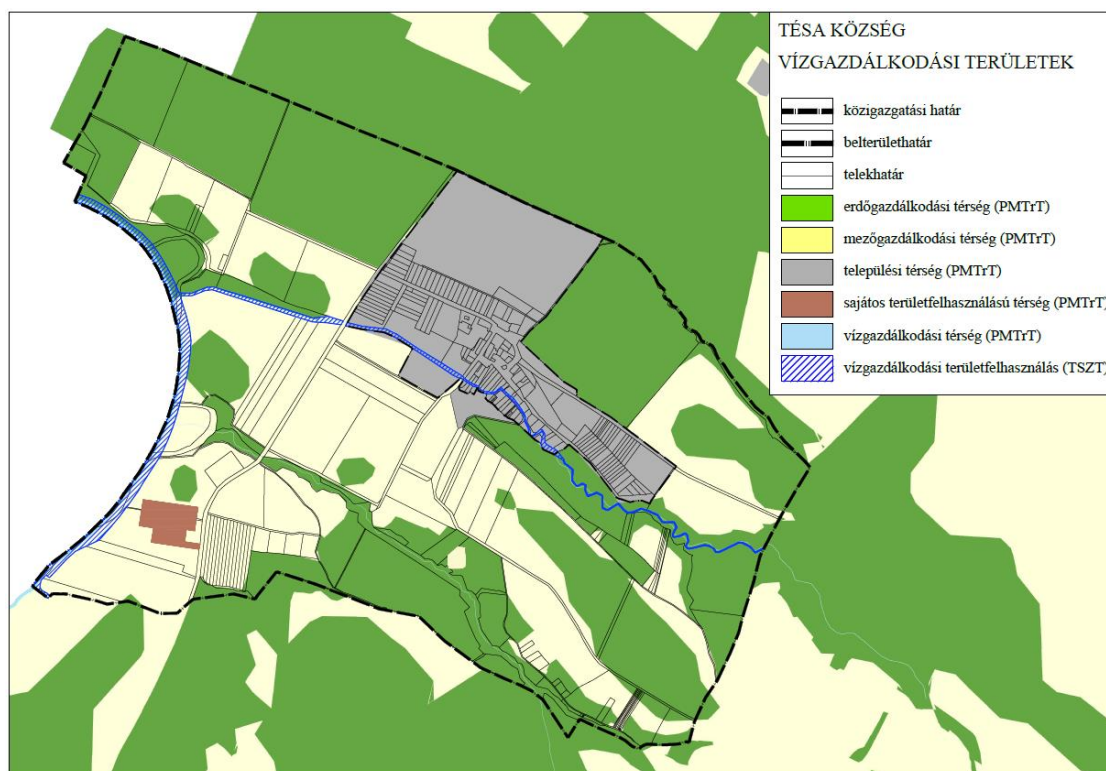 TÉSA KÖZSÉG
VÍZGAZDÁLKODÁSI TERÜLETEK
közigazgatási határ
belterülethatár
telekhatár
erdőgazdálkodási térség (PMTrT)
mezőgazdálkodási térség (PMTrT)
települési térség (PMTrT)
sajátos területfelhasználású térség (PMTrT)
vízgazdálkodási térség (PMTrT)
vízgazdálkodási területfelhasználás (TSZT)